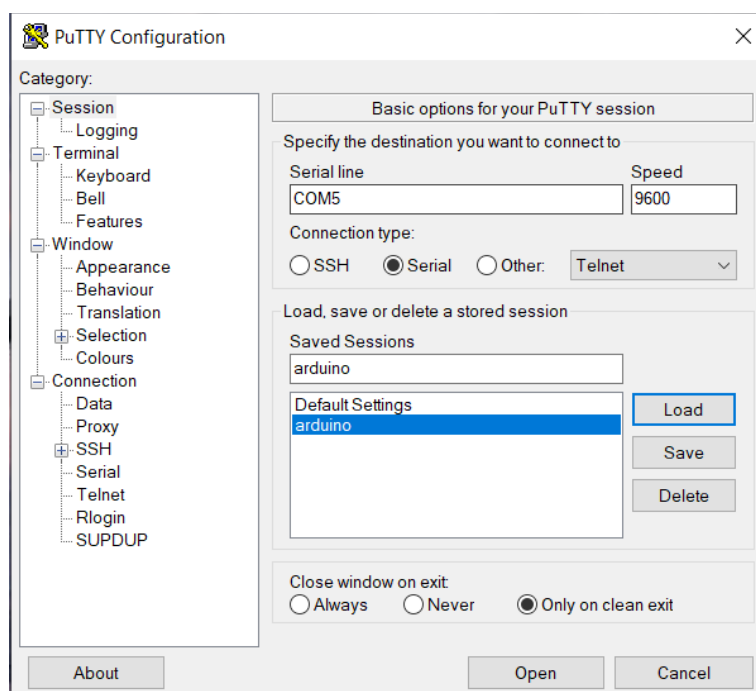 PuTTY Configuration
Category:
Session
Logging
Terminal
Keyboard
Bell
Features
Window
Appearance
Behaviour
Translation
Selection
Colours
Connection
Data
Proxy
SSH
Serial
Telnet
Rlogin
SUPDUP
Basic options for your PuTTY session
Specify the destination you want to connect to
Serial line Speed
COM5 9600
Connection type:
SSH Serial Other: Telnet
Load, save or delete a stored session
Saved Sessions
arduino
Default Settings
arduino
Load
Save
Delete
Close window on exit:
Always Never Only on clean exit
About Open Cancel